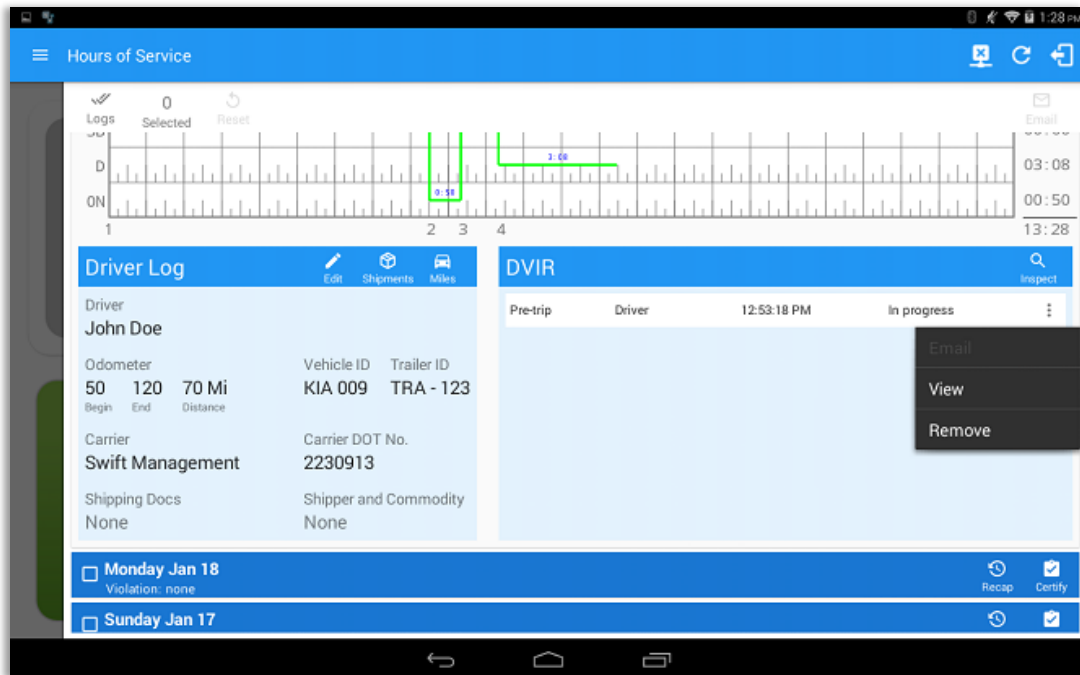 1:28 PM
Hours of Service
Logs
0 Selected
Reset
Email
D 03:08
3:08
ON 00:50
0:50
1 2 3 4 13:28
Driver Log
Edit Shipments Miles
DVIR
Inspect
Driver
John Doe
Pre-trip Driver 12:53:18 PM In progress
Email
View
Remove
Odometer Vehicle ID Trailer ID
50 120 70 Mi KIA 009 TRA - 123
Begin End Distance
Carrier Carrier DOT No.
Swift Management 2230913
Shipping Docs Shipper and Commodity
None None
Monday Jan 18
Violation: none
Recap Certify
Sunday Jan 17